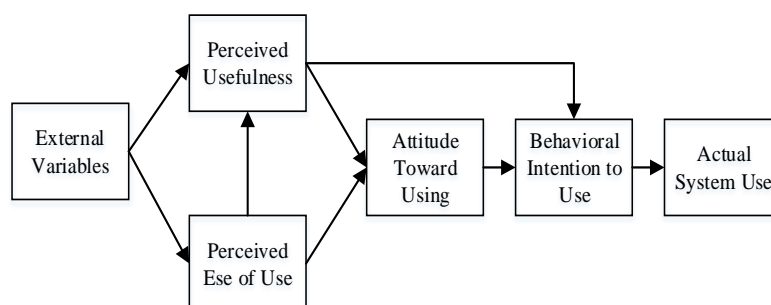 Perceived
Usefulness
External
Variables
Attitude
Toward
Using
Behavioral
Intention to
Use
Actual
System Use
Perceived
Ese of Use